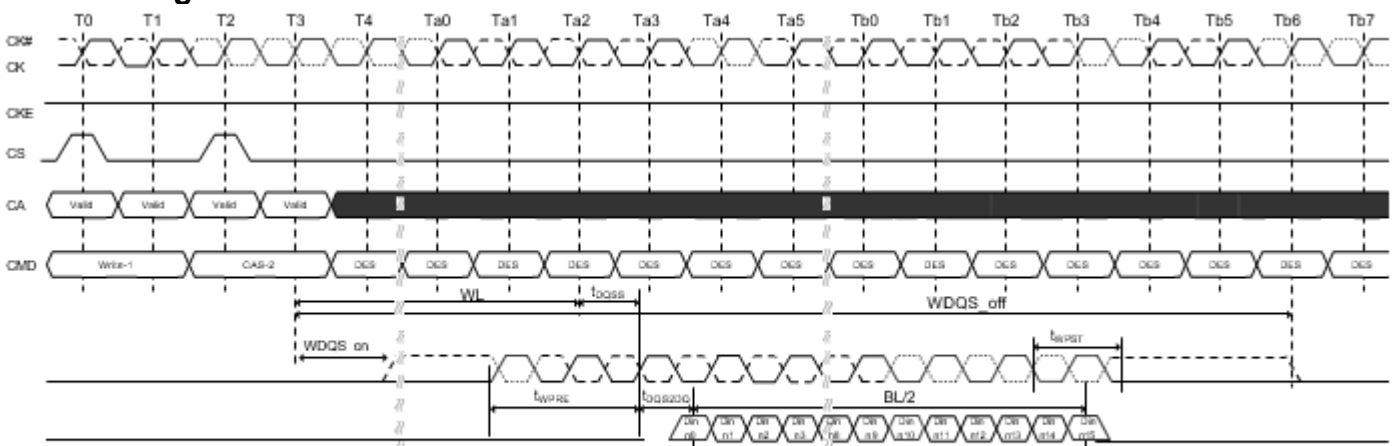 T0 T1 T2 T3 T4 Ta0 Ta1 Ta2 Ta3 Ta4 Ta5 Tb0 Tb1 Tb2 Tb3 Tb4 Tb5 Tb6 Tb7
CK#
CK
CKE
CS
CA Valid Valid Valid Valid
CMD Write-1 CAS-2 DES DES DES DES DES DES DES DES DES DES DES DES DES DES DES
WL tDQSS WDQS_off
WDQS_on tWPST
tWPRE tDQS2DQ BL/2
Din Din Din Din Din Din Din Din Din Din Din Din
n0 n1 n2 n3 n8 n9 n10 n11 n12 n13 n14 n15